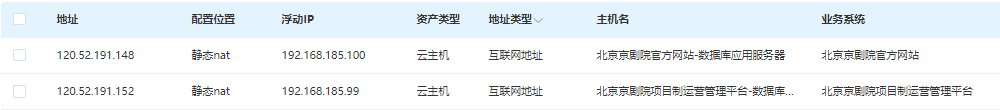 地址 配置位置 浮动IP 资产类型 地址类型 主机名 业务系统
120.52.191.148 静态nat 192.168.185.100 云主机 互联网地址 北京京剧院官方网站-数据库应用服务器 北京京剧院官方网站
120.52.191.152 静态nat 192.168.185.99 云主机 互联网地址 北京京剧院项目制运营管理平台-数据库... 北京京剧院项目制运营管理平台